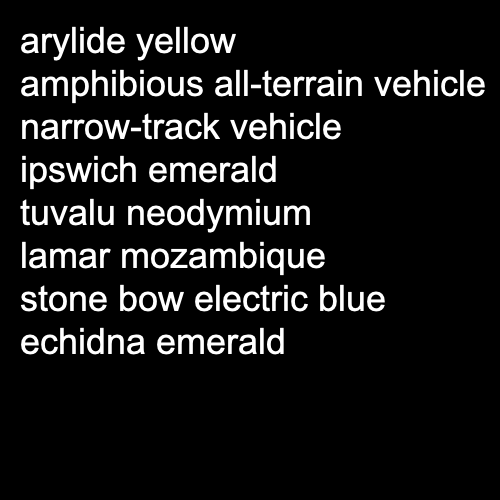 arylide yellow
amphibious all-terrain vehicle
narrow-track vehicle
ipswich emerald
tuvalu neodymium
lamar mozambique
stone bow electric blue
echidna emerald